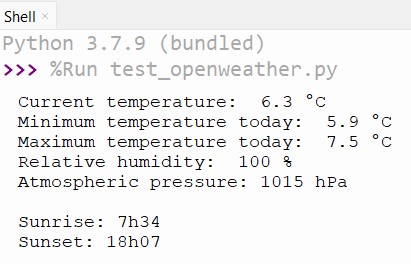 Shell ×
Python 3.7.9 (bundled)
>>> %Run test_openweather.py
Current temperature:  6.3 °C
Minimum temperature today:  5.9 °C
Maximum temperature today:  7.5 °C
Relative humidity:  100 %
Atmospheric pressure: 1015 hPa
Sunrise: 7h34
Sunset: 18h07